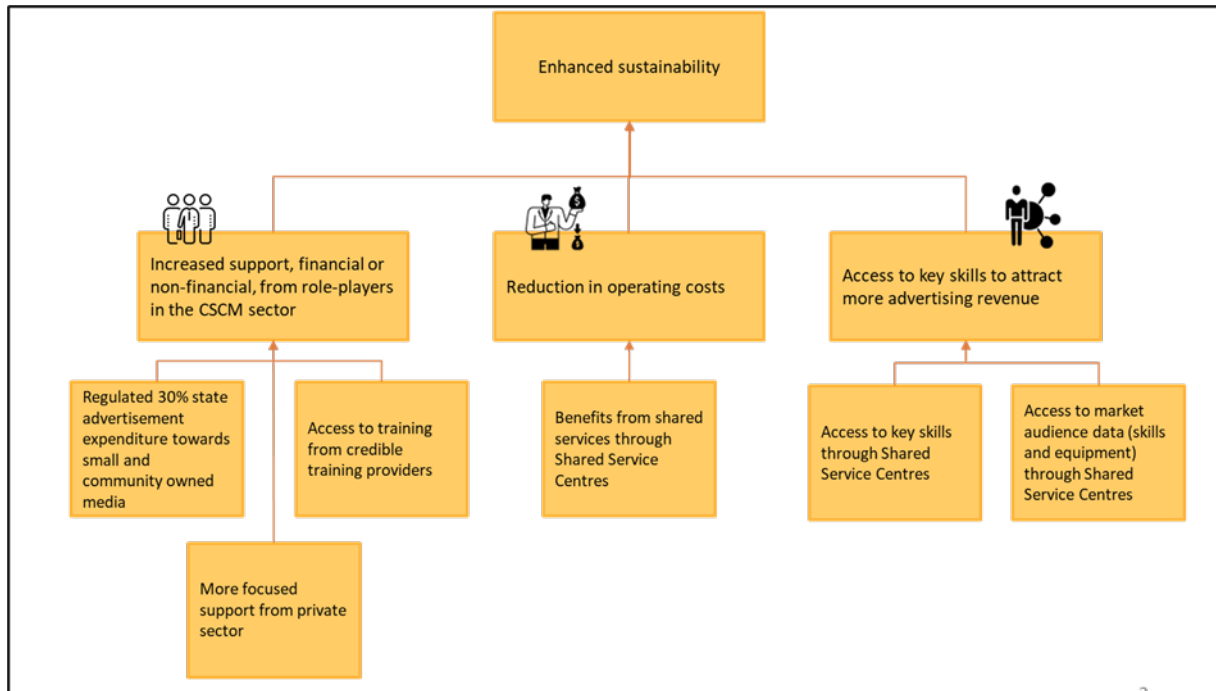 Enhanced sustainability
Increased support, financial or
non-financial, from role-players
in the CSCM sector
Reduction in operating costs
Access to key skills to attract
more advertising revenue
Regulated 30% state
advertisement
expenditure towards
small and
community owned
media
Access to training
from credible
training providers
Benefits from shared
services through
Shared Service
Centres
Access to key skills
through Shared
Service Centres
Access to market
audience data (skills
and equipment)
through Shared
Service Centres
More focused
support from private
sector